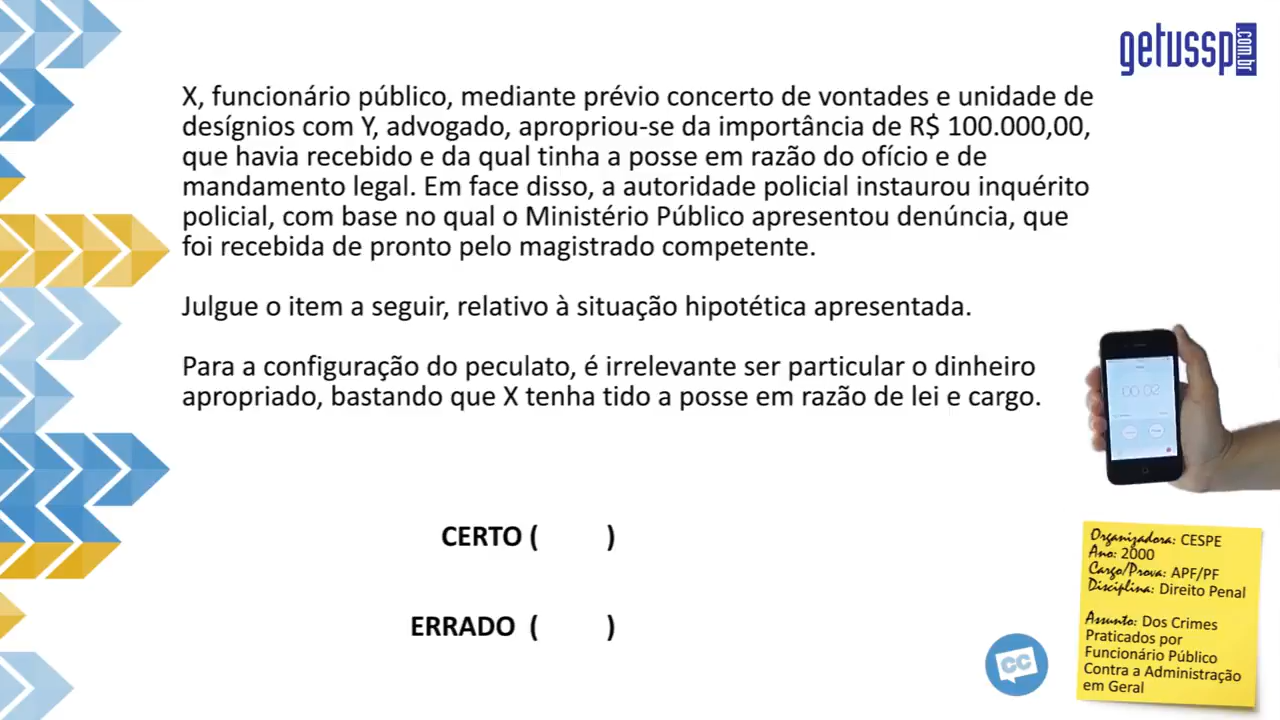 getussp.com.br
X, funcionário público, mediante prévio concerto de vontades e unidade de
desígnios com Y, advogado, apropriou-se da importância de R$ 100.000,00,
que havia recebido e da qual tinha a posse em razão do ofício e de
mandamento legal. Em face disso, a autoridade policial instaurou inquérito
policial, com base no qual o Ministério Público apresentou denúncia, que
foi recebida de pronto pelo magistrado competente.
Julgue o item a seguir, relativo à situação hipotética apresentada.
Para a configuração do peculato, é irrelevante ser particular o dinheiro
apropriado, bastando que X tenha tido a posse em razão de lei e cargo.
00:02
CERTO ( )
ERRADO ( )
Organizadora: CESPE
Ano: 2000
Cargo/Prova: APF/PF
Disciplina: Direito Penal
Assunto: Dos Crimes
Praticados por
Funcionário Público
Contra a Administração
em Geral
CC